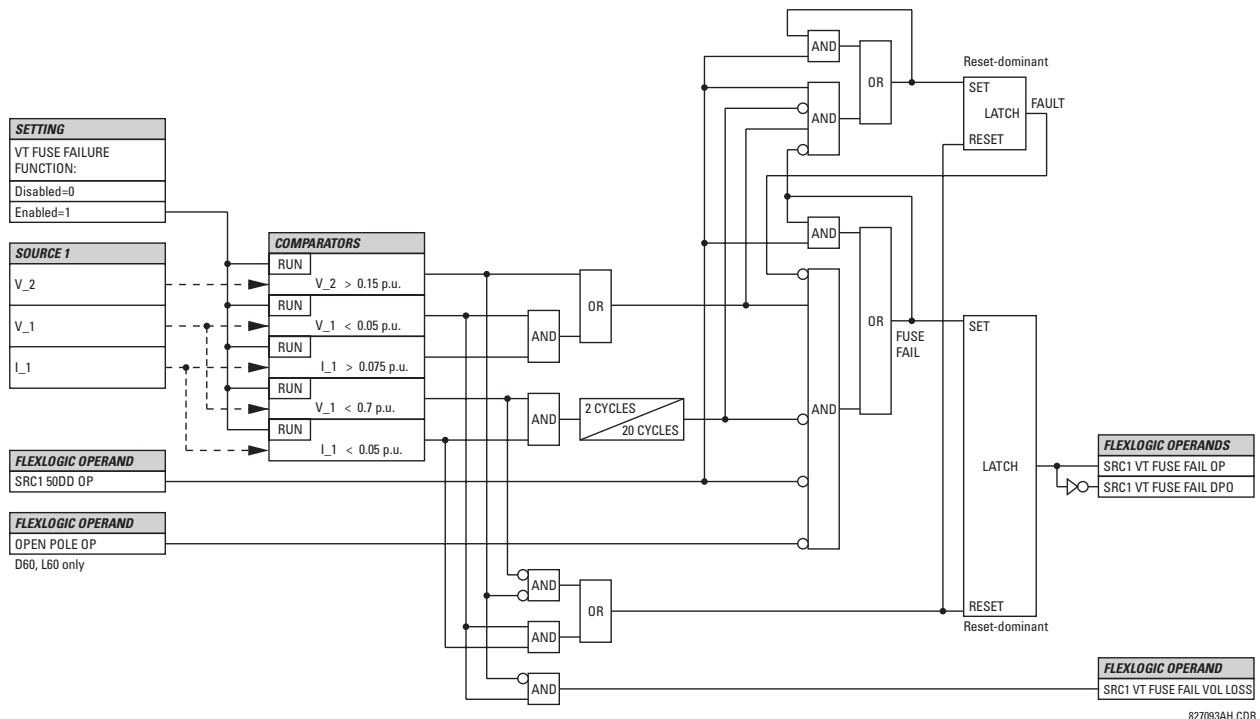 SETTING
VT FUSE FAILURE
FUNCTION:
Disabled=0
Enabled=1
SOURCE 1
V_2
V_1
I_1
FLEXLOGIC OPERAND
SRC1 50DD OP
FLEXLOGIC OPERAND
OPEN POLE OP
D60, L60 only
COMPARATORS
RUN
V_2 > 0.15 p.u.
RUN
V_1 < 0.05 p.u.
RUN
I_1 > 0.075 p.u.
RUN
V_1 < 0.7 p.u.
RUN
I_1 < 0.05 p.u.
AND
OR
AND
2 CYCLES
20 CYCLES
AND
OR
AND
AND
AND
OR
AND
AND
OR
AND
FUSE
FAIL
Reset-dominant
SET
LATCH
RESET
FAULT
SET
LATCH
RESET
Reset-dominant
FLEXLOGIC OPERANDS
SRC1 VT FUSE FAIL OP
SRC1 VT FUSE FAIL DPO
FLEXLOGIC OPERAND
SRC1 VT FUSE FAIL VOL LOSS
827093AH.CDR